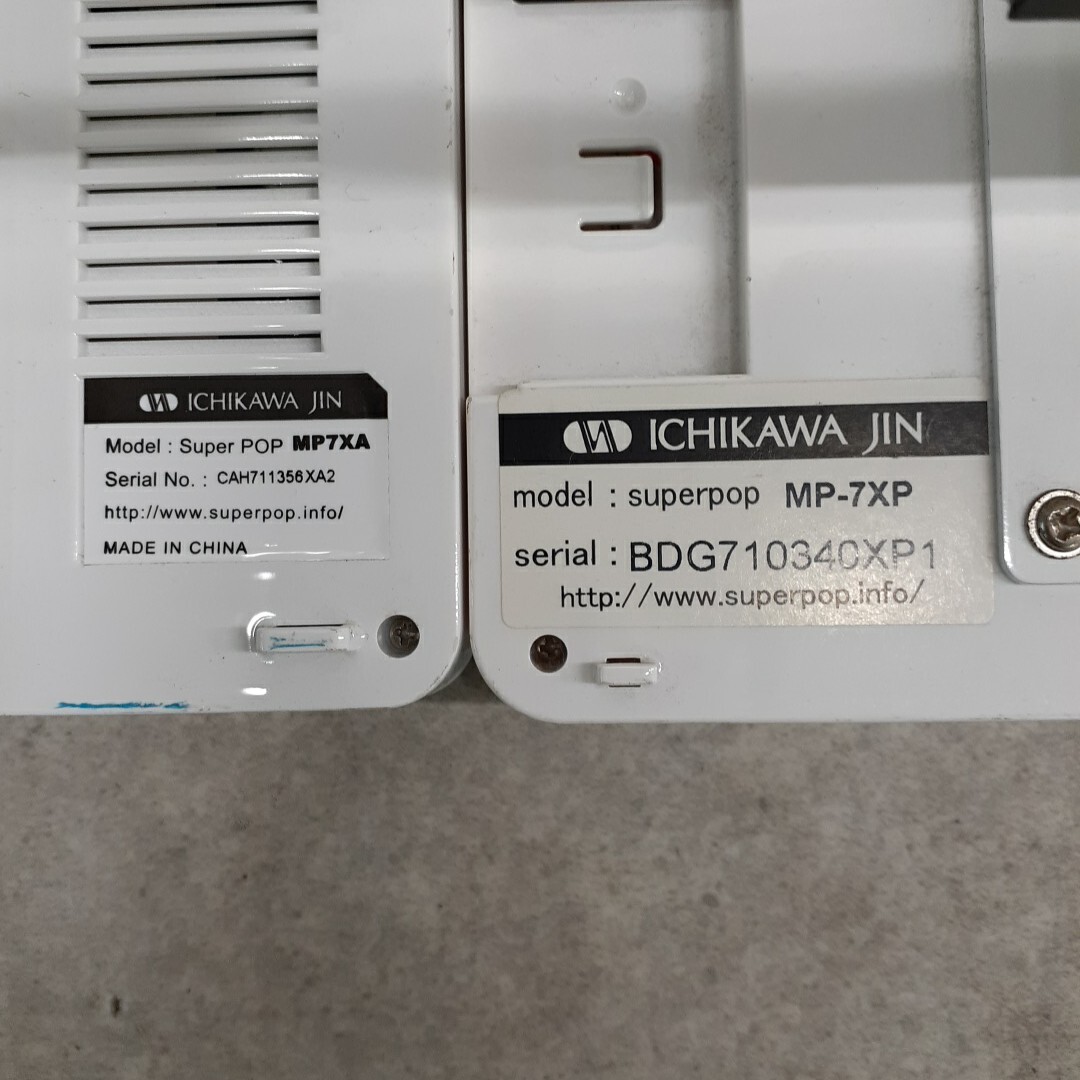 ICHIKAWA JIN
Model : Super POP MP7XA
Serial No. : CAH711356XA2
http://www.superpop.info/
MADE IN CHINA
ICHIKAWA JIN
model : superpop MP-7XP
serial : BDG710340XP1
http://www.superpop.info/